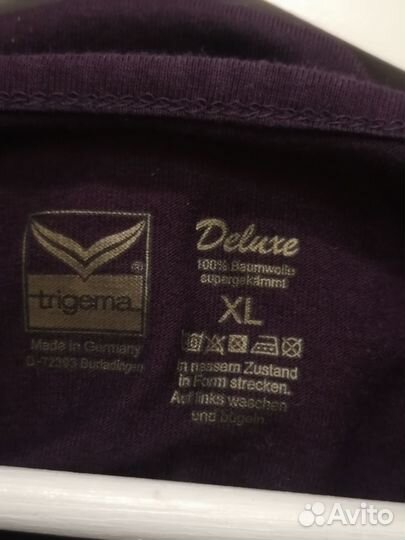 trigema
®
Made in Germany
D-72393 Burladingen
Deluxe
100% Baumwolle
supergekämmt
XL
In nassem Zustand
in Form strecken.
Auf links waschen
und bügeln.
Avito